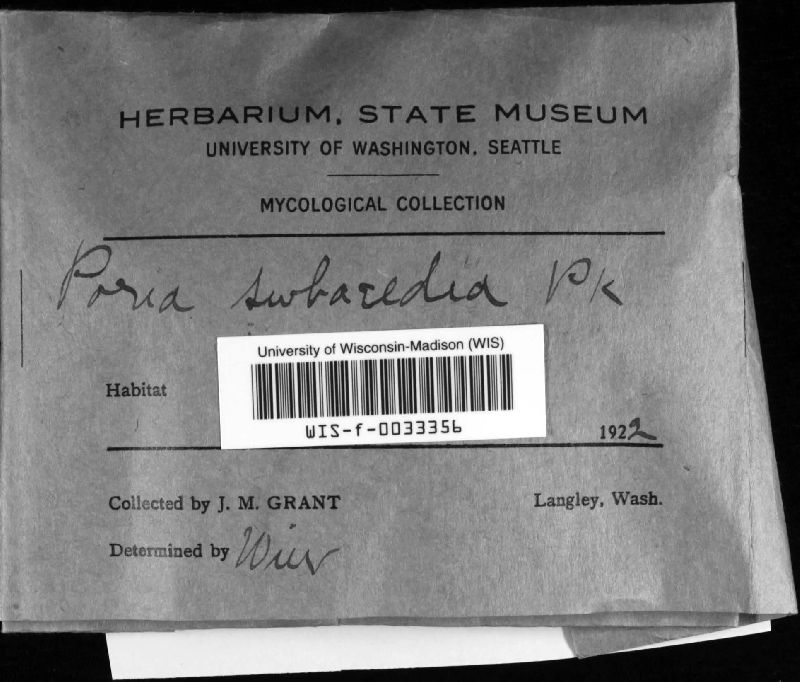 HERBARIUM, STATE MUSEUM
UNIVERSITY OF WASHINGTON, SEATTLE
MYCOLOGICAL COLLECTION
Poria subacedia Pk
University of Wisconsin-Madison (WIS)
WIS-f-0033356
Habitat
1922
Collected by J. M. GRANT
Langley, Wash.
Determined by Weir